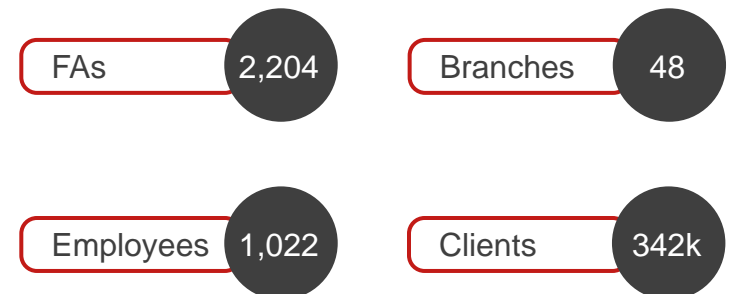 FAs 2,204
Branches 48
Employees 1,022
Clients 342k